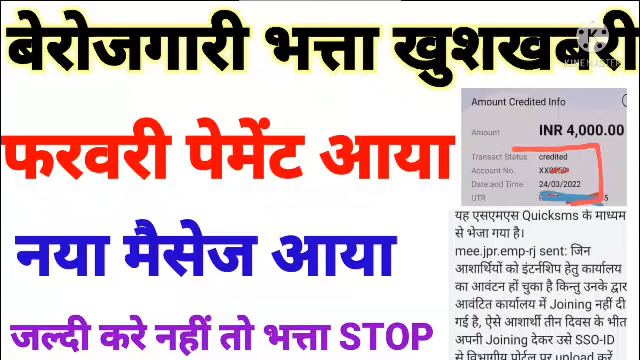 बेरोजगारी भत्ता खुशखबरी
KINEMASTER
फरवरी पेमेंट आया
नया मैसेज आया
जल्दी करे नहीं तो भत्ता STOP
Amount Credited Info
Amount INR 4,000.00
Transact Status credited
Account No.
Date and Time 24/03/2022
UTR
यह एसएमएस Quicksms के माध्यम
से भेजा गया है।
mee.jpr.emp-rj sent: जिन
आशार्थियों को इंटर्नशिप हेतु कार्यालय
का आवंटन हो चुका है किन्तु उनके द्वार
आवंटित कार्यालय में Joining नहीं दी
गई है, ऐसे आशार्थी तीन दिवस के भीत
अपनी Joining देकर उसे SSO-ID
से विभागीय पोर्टल पर upload करें